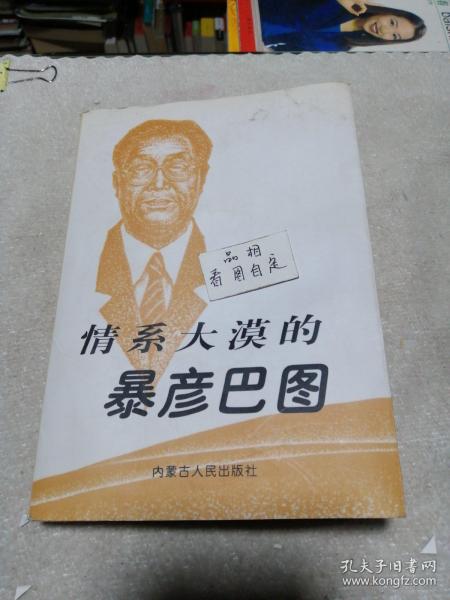 品相
看图自定
情系大漠的
暴彦巴图
内蒙古人民出版社
孔夫子旧书网
www.kongfz.com